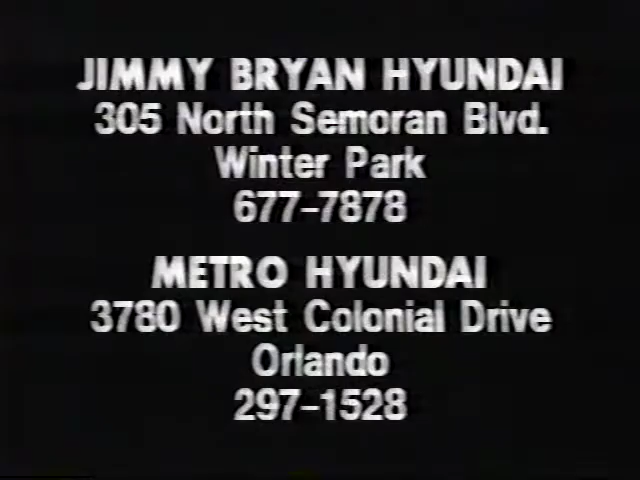 JIMMY BRYAN HYUNDAI
305 North Semoran Blvd.
Winter Park
677-7878
METRO HYUNDAI
3780 West Colonial Drive
Orlando
297-1528